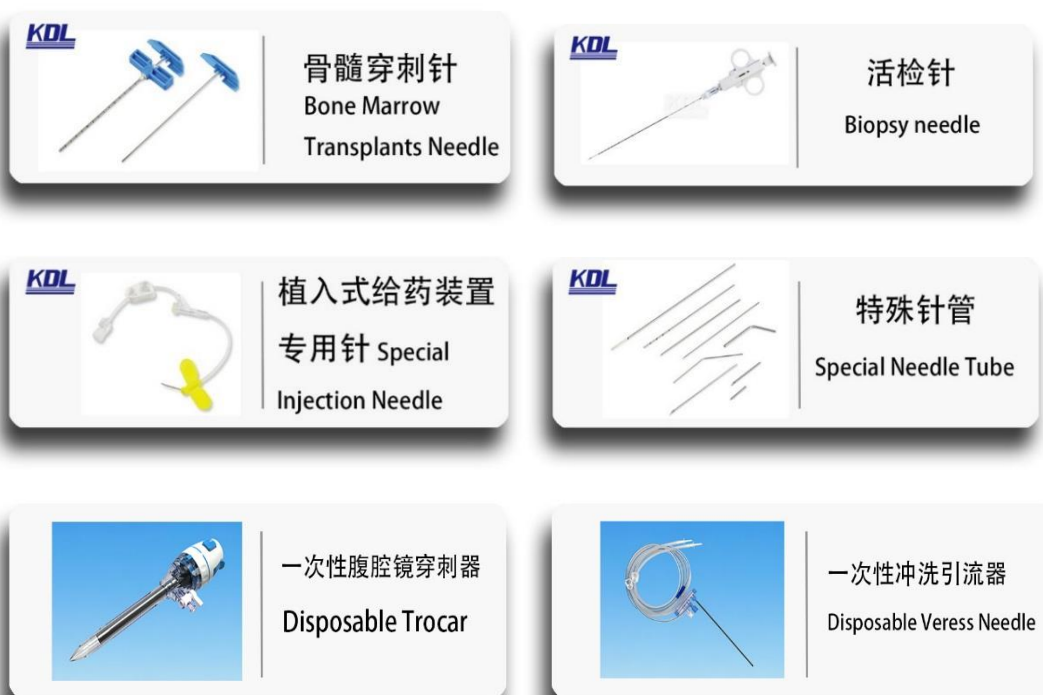 KDL
骨髓穿刺针
Bone Marrow
Transplants Needle
KDL
活检针
Biopsy needle
KDL
植入式给药装置
专用针 Special
Injection Needle
KDL
特殊针管
Special Needle Tube
一次性腹腔镜穿刺器
Disposable Trocar
一次性冲洗引流器
Disposable Veress Needle